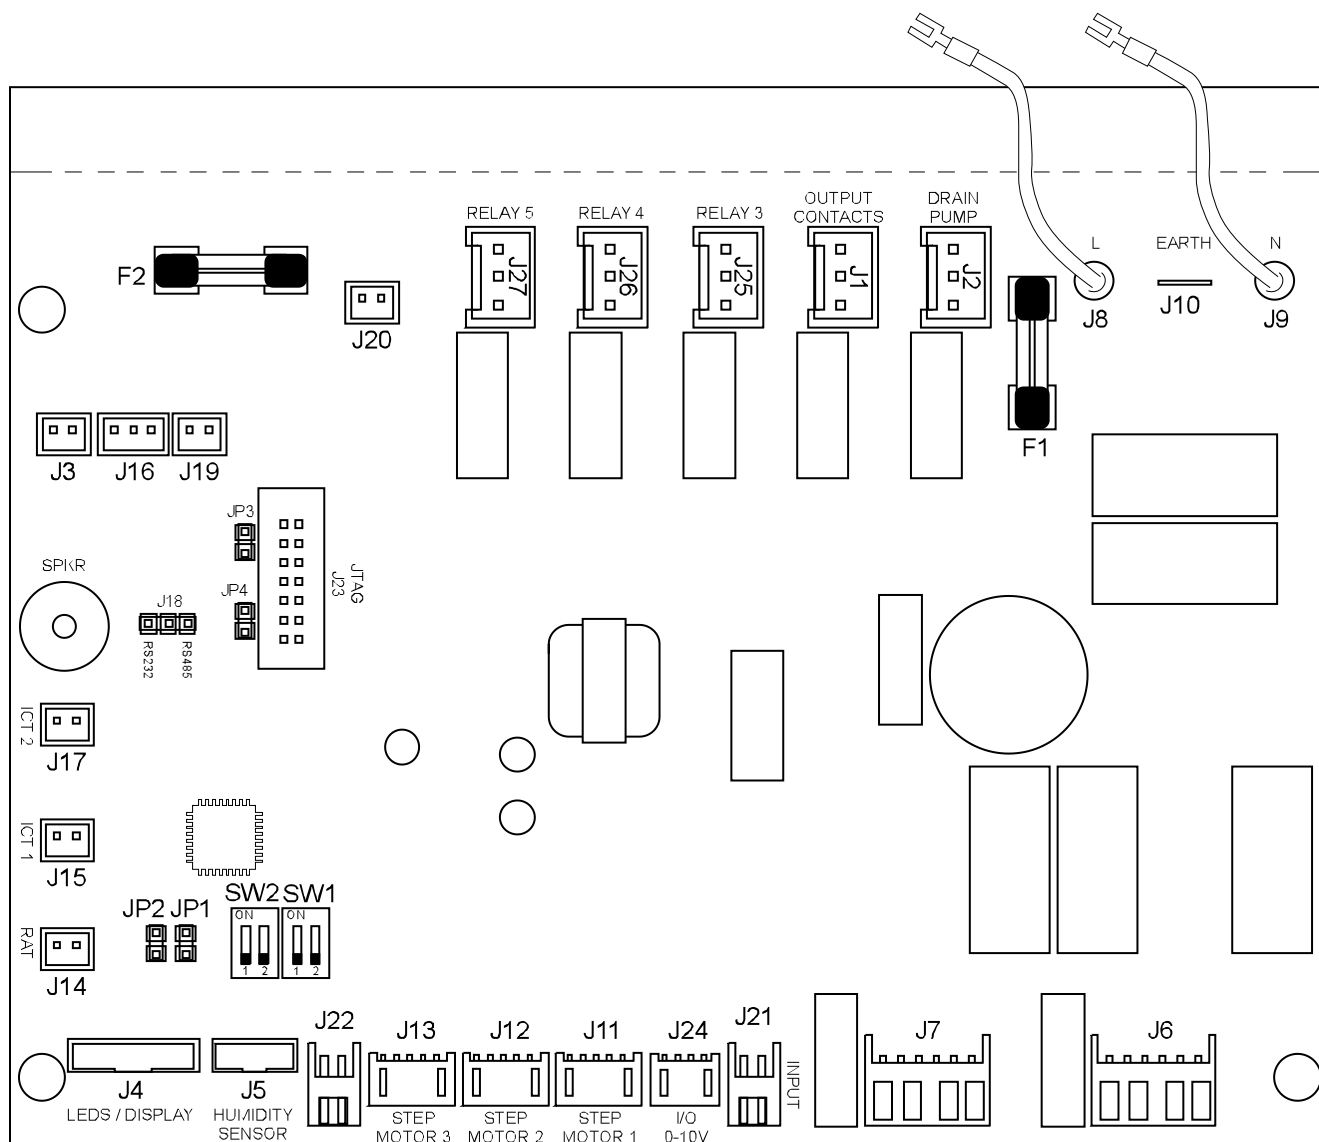 RELAY 5
RELAY 4
RELAY 3
OUTPUT
CONTACTS
DRAIN
PUMP
L
EARTH
N
F2
J27
J26
J25
J1
J2
J20
J8
J10
J9
F1
J3
J16
J19
JP3
JTAG
J23
SPKR
JP4
J18
RS232
RS485
ICT 2
J17
ICT 1
J15
SW2
SW1
ON
ON
1
2
1
2
JP2
JP1
RAT
J14
J22
J13
J12
J11
J24
J21
J7
J6
INPUT
J4
LEDS / DISPLAY
J5
HUMIDITY
SENSOR
STEP
MOTOR 3
STEP
MOTOR 2
STEP
MOTOR 1
I/O
0-10V